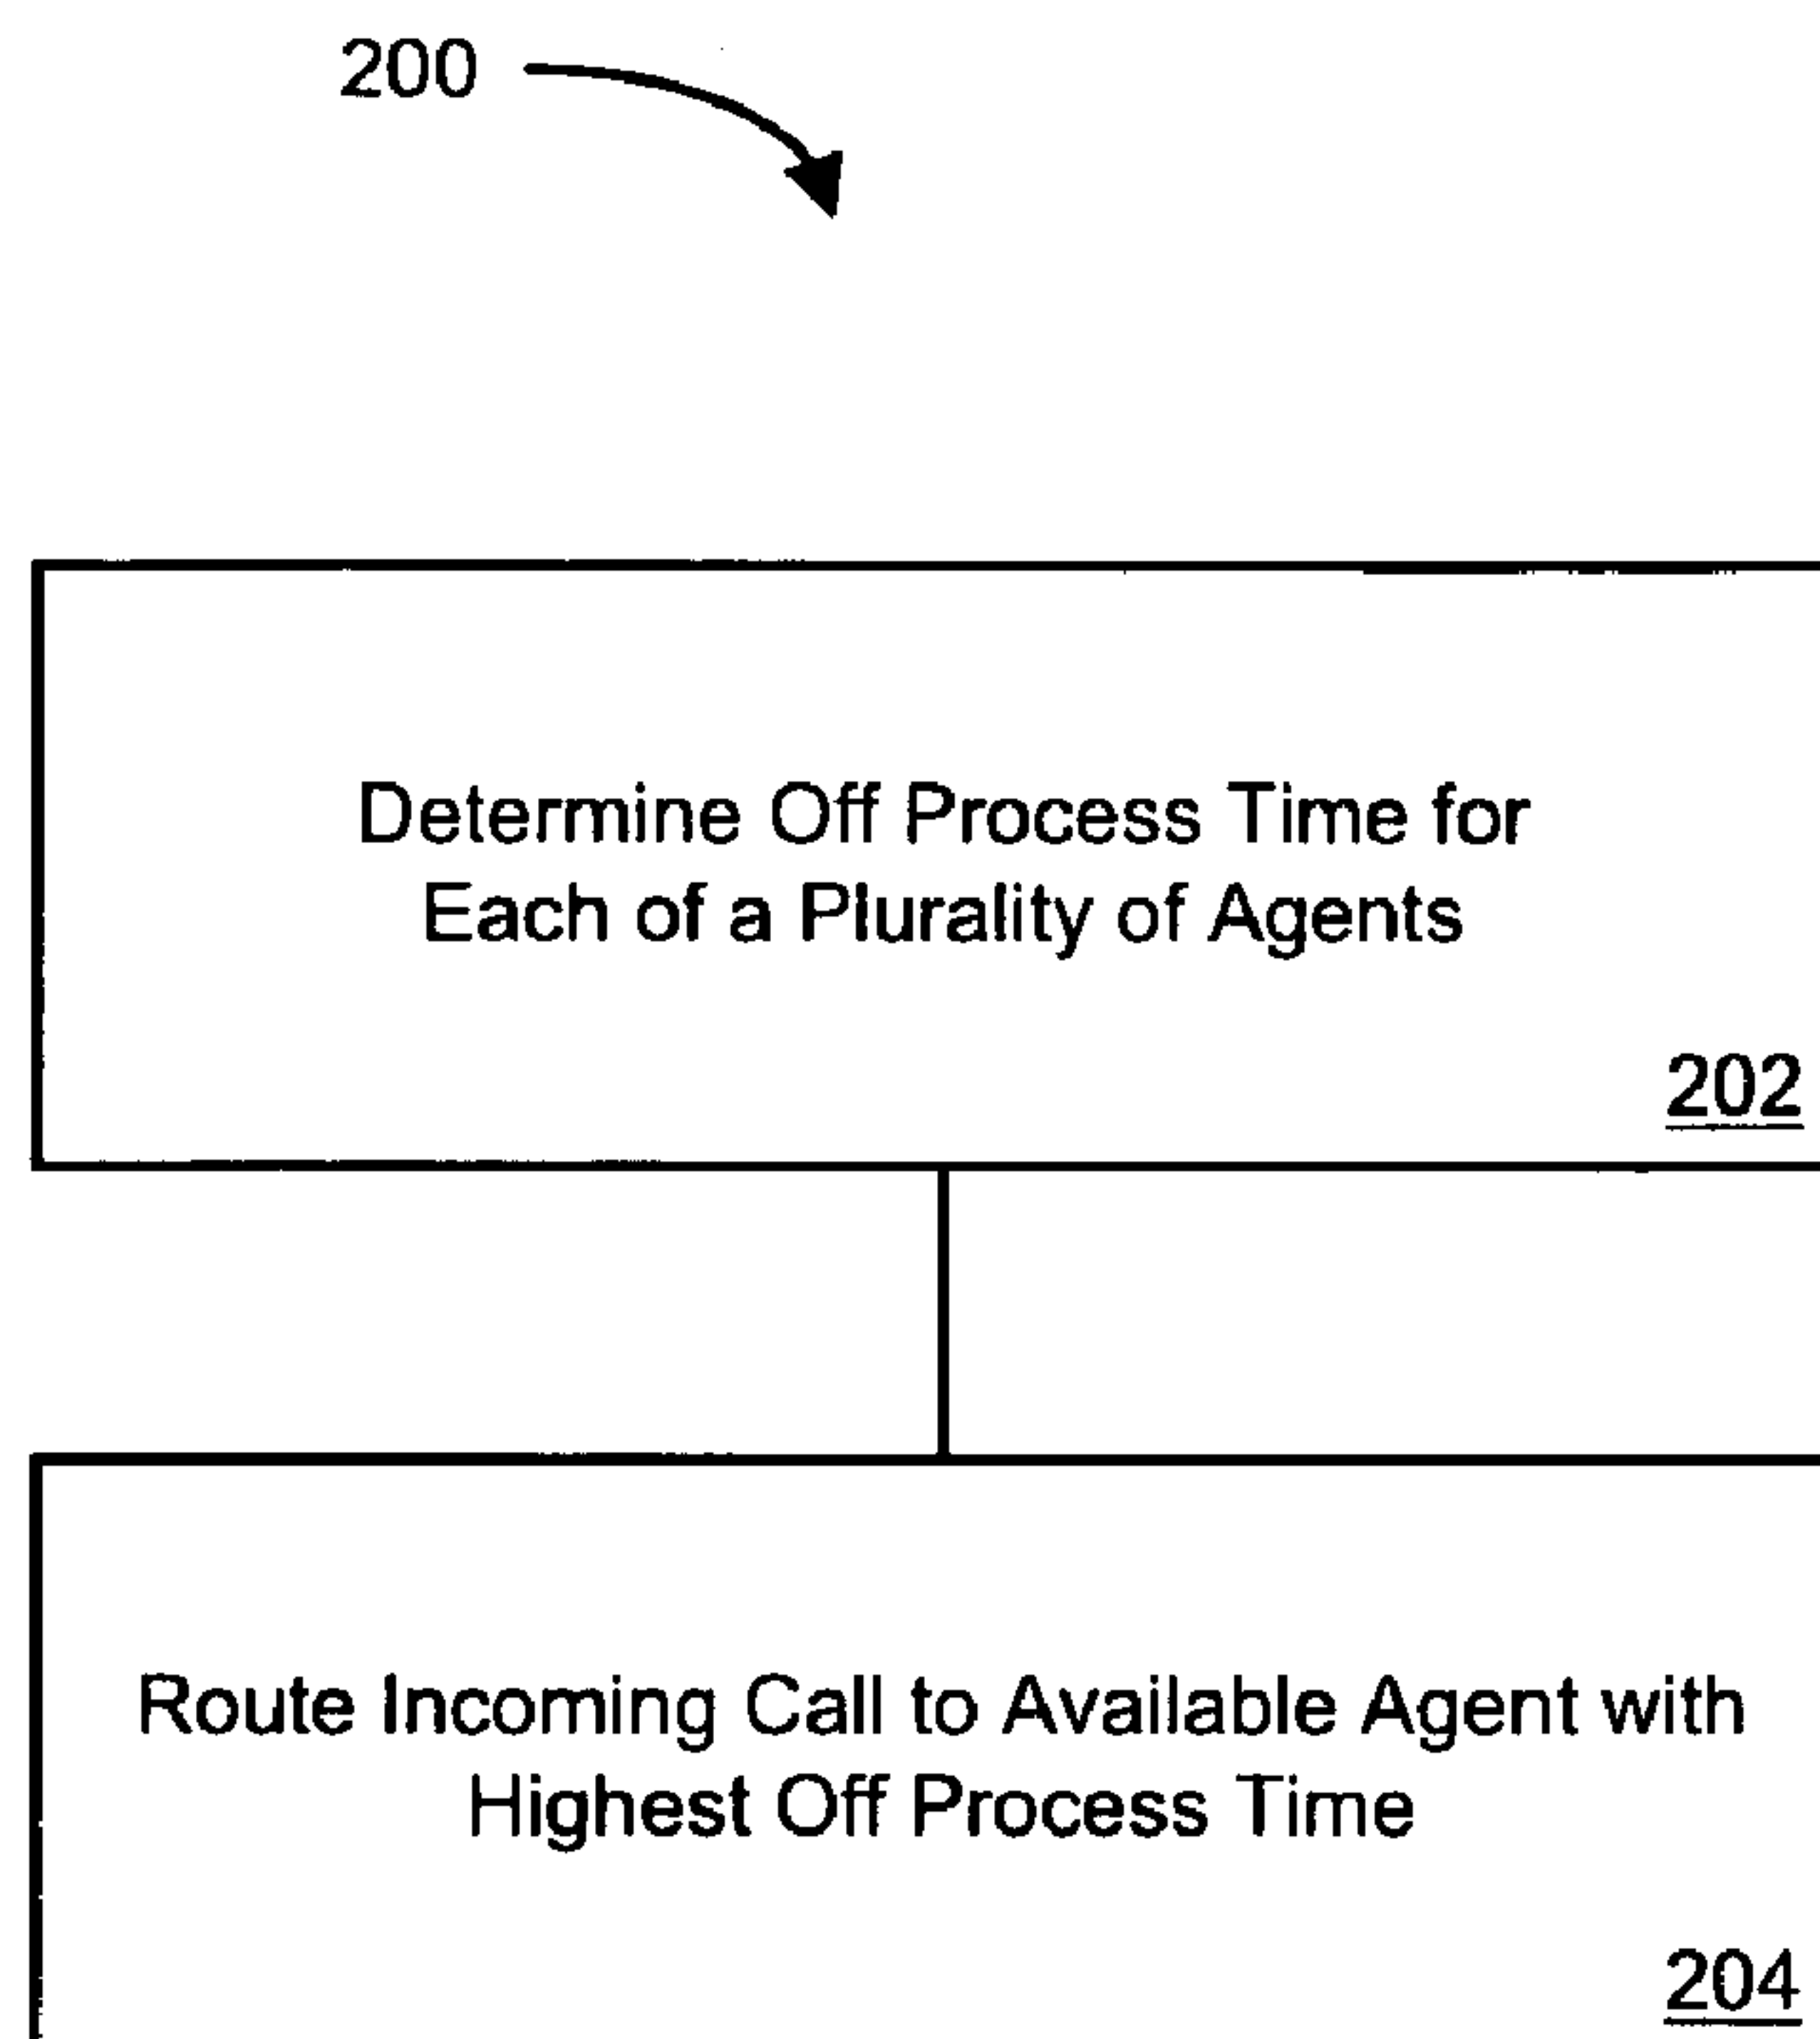 200
Determine Off Process Time for
Each of a Plurality of Agents
202
Route Incoming Call to Available Agent with
Highest Off Process Time
204